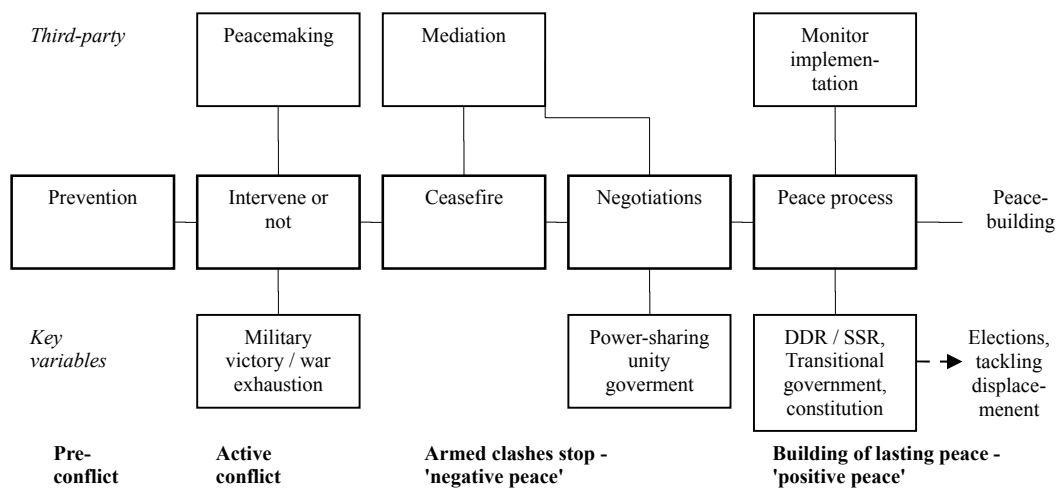 Third-party
Peacemaking
Mediation
Monitor
implemen-
tation
Prevention
Intervene or
not
Ceasefire
Negotiations
Peace process
Peace-
building
Key
variables
Military
victory / war
exhaustion
Power-sharing
unity
goverment
DDR / SSR,
Transitional
government,
constitution
Elections,
tackling
displace-
menent
Pre-
conflict
Active
conflict
Armed clashes stop -
'negative peace'
Building of lasting peace -
'positive peace'